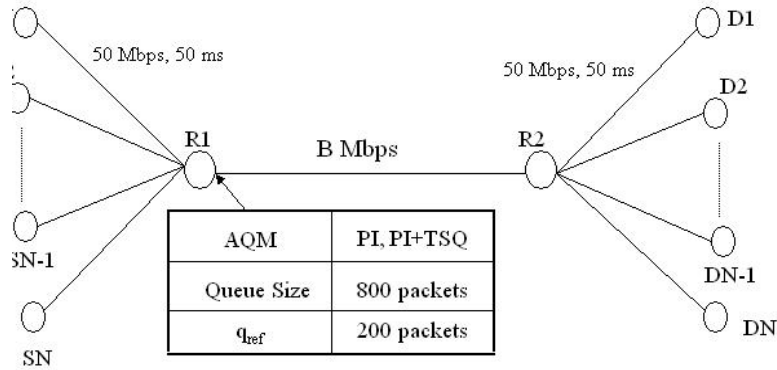 D1
50 Mbps, 50 ms
50 Mbps, 50 ms
D2
R1
R2
B Mbps
AQM PI, PI+TSQ
SN-1
Queue Size 800 packets
DN-1
qref 200 packets
DN
SN